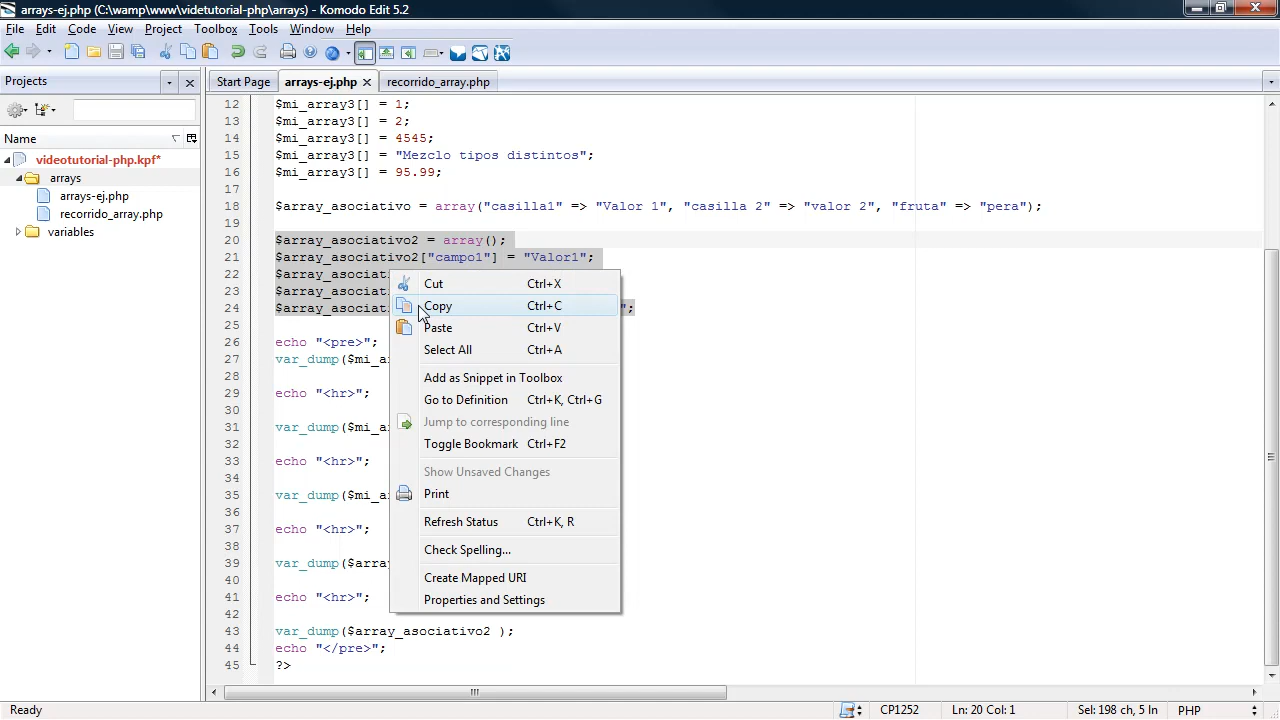 arrays-ej.php (C:\wamp\www\videtutorial-php\arrays) - Komodo Edit 5.2
File Edit Code View Project Toolbox Tools Window Help
Projects
Start Page
arrays-ej.php
recorrido_array.php
Name
videotutorial-php.kpf*
arrays
arrays-ej.php
recorrido_array.php
variables
12 $mi_array3[] = 1;
13 $mi_array3[] = 2;
14 $mi_array3[] = 4545;
15 $mi_array3[] = "Mezclo tipos distintos";
16 $mi_array3[] = 95.99;
17
18 $array_asociativo = array("casilla1" => "Valor 1", "casilla 2" => "valor 2", "fruta" => "pera");
19
20 $array_asociativo2 = array();
21 $array_asociativo2["campo1"] = "Valor1";
22 $array_asociati
23 $array_asociati
24 $array_asociati ";
25
26 echo "<pre>";
27 var_dump($mi_a
28
29 echo "<hr>";
30
31 var_dump($mi_a
32
33 echo "<hr>";
34
35 var_dump($mi_a
36
37 echo "<hr>";
38
39 var_dump($arra
40
41 echo "<hr>";
42
43 var_dump($array_asociativo2 );
44 echo "</pre>";
45 ?>
Cut Ctrl+X
Copy Ctrl+C
Paste Ctrl+V
Select All Ctrl+A
Add as Snippet in Toolbox
Go to Definition Ctrl+K, Ctrl+G
Jump to corresponding line
Toggle Bookmark Ctrl+F2
Show Unsaved Changes
Print
Refresh Status Ctrl+K, R
Check Spelling...
Create Mapped URI
Properties and Settings
Ready
CP1252
Ln: 20 Col: 1
Sel: 198 ch, 5 ln
PHP